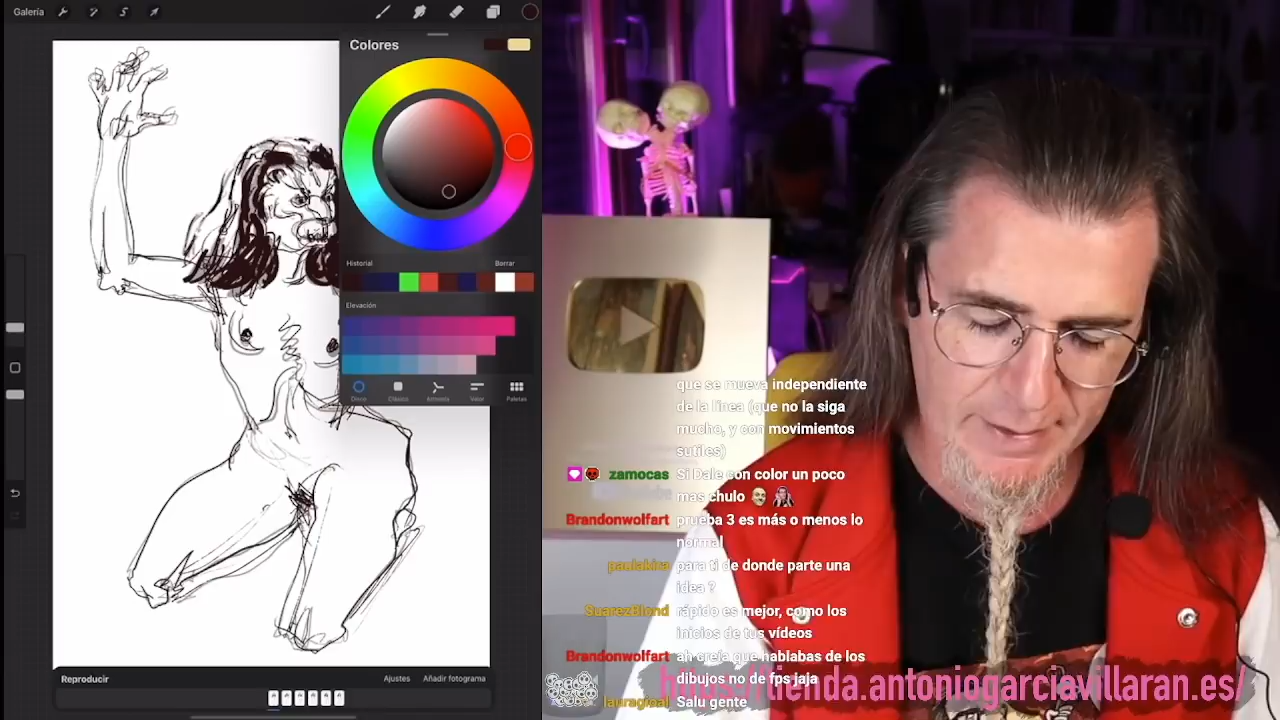 Galería
Colores
Historial
Borrar
Elevación
Disco
Clásico
Armonía
Valor
Paletas
que se mueva independiente
de la línea (que no la siga
mucho, y con movimientos
sutiles)
zamocas Si Dale con color un poco
mas chulo
Brandonwolfart prueba 3 es más o menos lo
normal
paulakira para ti de donde parte una
idea ?
SuarezBlond rápido es mejor, como los
inicios de tus vídeos
Brandonwolfart ah creía que hablabas de los
dibujos no de fps jaja
Salu gente
https://tienda.antoniogarciavillaran.es/
Reproducir
Ajustes
Añadir fotograma